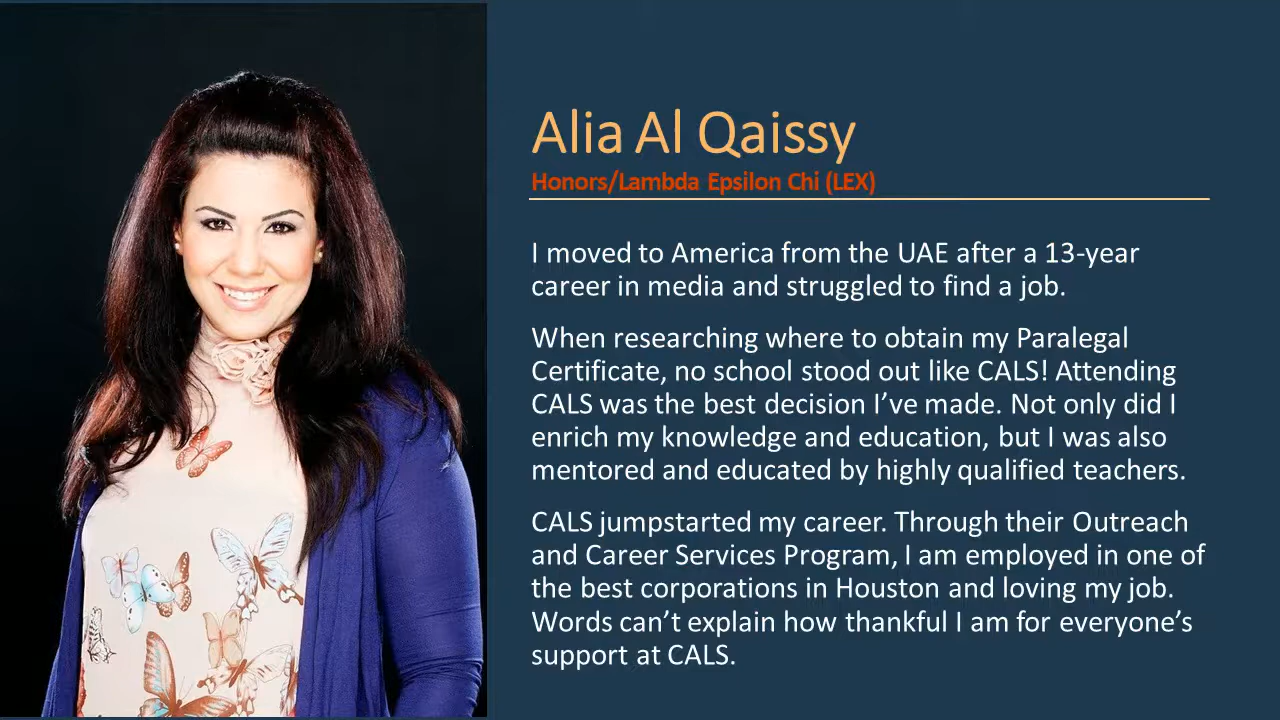 Alia Al Qaissy
Honors/Lambda Epsilon Chi (LEX)
I moved to America from the UAE after a 13-year
career in media and struggled to find a job.
When researching where to obtain my Paralegal
Certificate, no school stood out like CALS! Attending
CALS was the best decision I’ve made. Not only did I
enrich my knowledge and education, but I was also
mentored and educated by highly qualified teachers.
CALS jumpstarted my career. Through their Outreach
and Career Services Program, I am employed in one of
the best corporations in Houston and loving my job.
Words can’t explain how thankful I am for everyone’s
support at CALS.